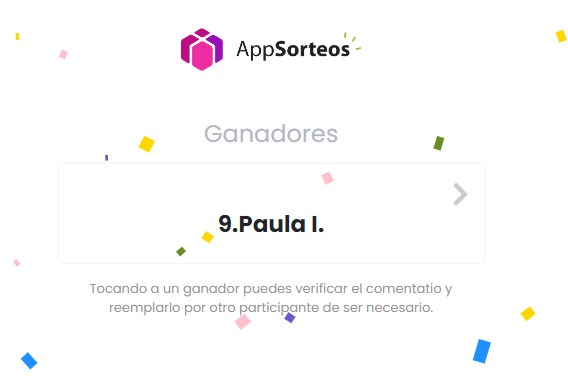 AppSorteos
Ganadores
9.Paula I.
Tocando a un ganador puedes verificar el comentatio y
reemplarlo por otro participante de ser necesario.